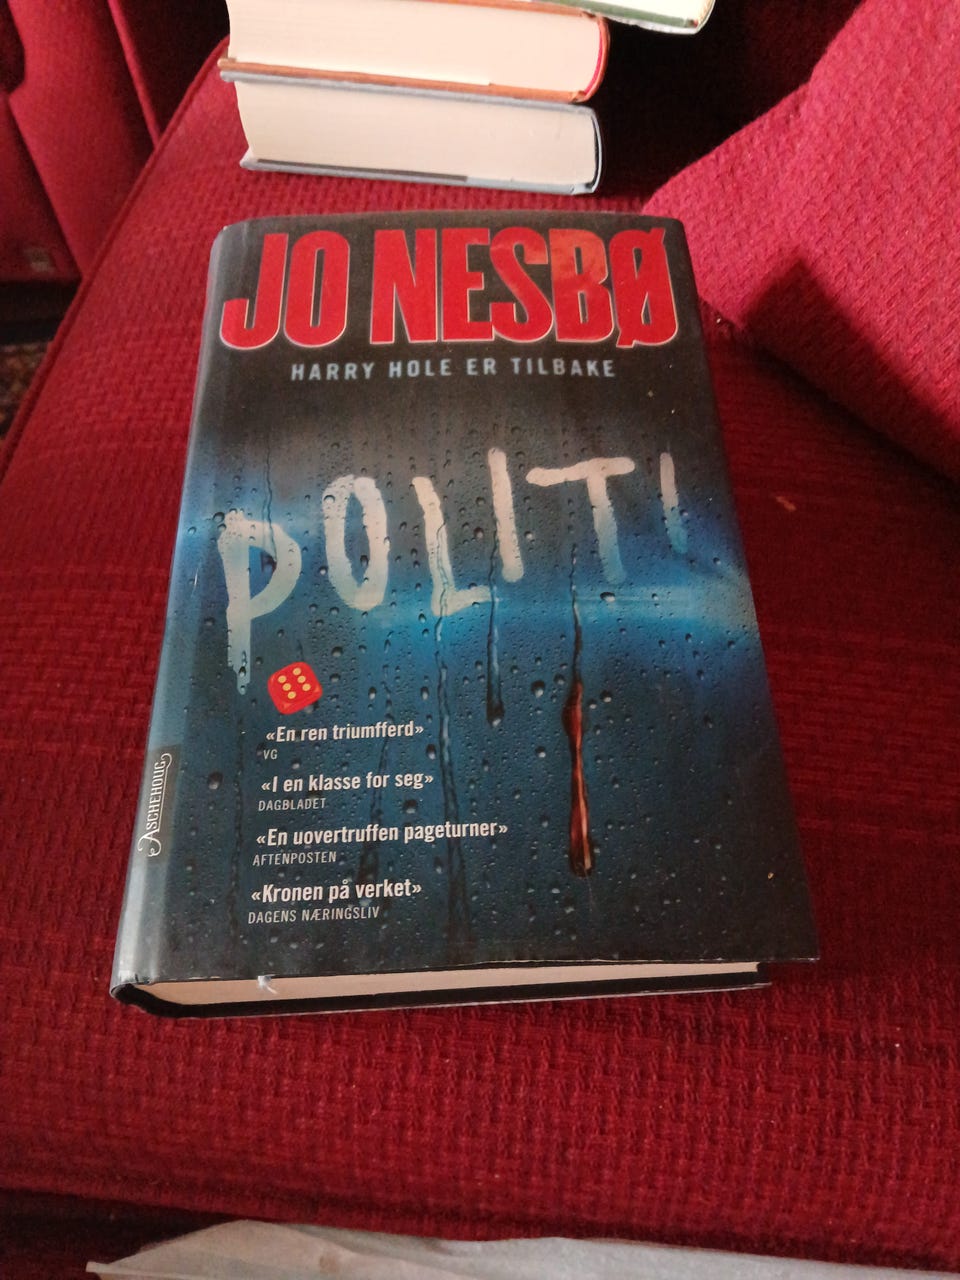 JO NESBØ
HARRY HOLE ER TILBAKE
POLITI
«En ren triumfferd»
VG
«I en klasse for seg»
DAGBLADET
«En uovertruffen pageturner»
AFTENPOSTEN
«Kronen på verket»
DAGENS NÆRINGSLIV
ASCHEHOUG